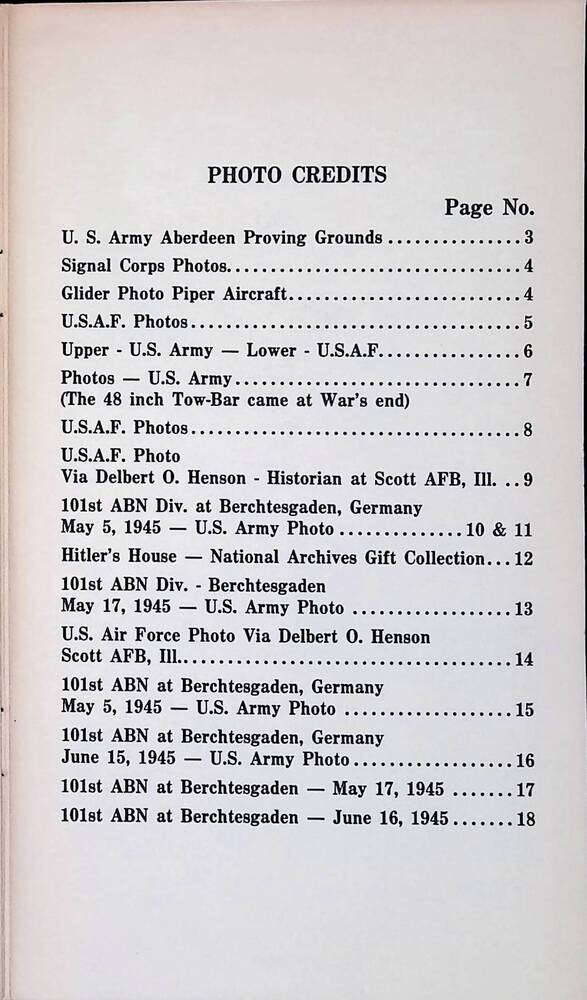 PHOTO CREDITS
Page No.
U. S. Army Aberdeen Proving Grounds ...............3
Signal Corps Photos.................................4
Glider Photo Piper Aircraft..........................4
U.S.A.F. Photos.....................................5
Upper - U.S. Army — Lower - U.S.A.F................6
Photos — U.S. Army................................7
(The 48 inch Tow-Bar came at War's end)
U.S.A.F. Photos.....................................8
U.S.A.F. Photo
Via Delbert O. Henson - Historian at Scott AFB, Ill. ..9
101st ABN Div. at Berchtesgaden, Germany
May 5, 1945 — U.S. Army Photo ..............10 & 11
Hitler's House — National Archives Gift Collection...12
101st ABN Div. - Berchtesgaden
May 17, 1945 — U.S. Army Photo ..................13
U.S. Air Force Photo Via Delbert O. Henson
Scott AFB, Ill......................................14
101st ABN at Berchtesgaden, Germany
May 5, 1945 — U.S. Army Photo ...................15
101st ABN at Berchtesgaden, Germany
June 15, 1945 — U.S. Army Photo..................16
101st ABN at Berchtesgaden — May 17, 1945 .......17
101st ABN at Berchtesgaden — June 16, 1945.......18